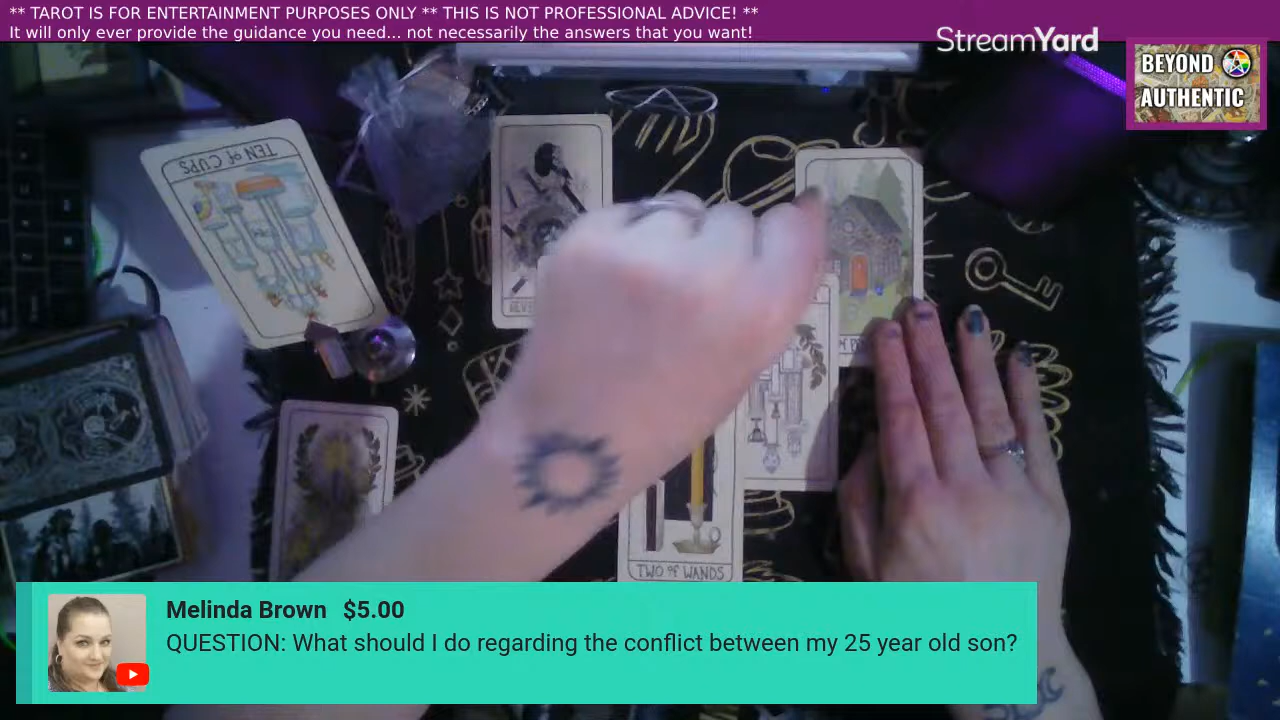 ** TAROT IS FOR ENTERTAINMENT PURPOSES ONLY ** THIS IS NOT PROFESSIONAL ADVICE! **
It will only ever provide the guidance you need... not necessarily the answers that you want!
StreamYard
BEYOND
AUTHENTIC
TEN OF CUPS
TWO OF WANDS
Melinda Brown $5.00
QUESTION: What should I do regarding the conflict between my 25 year old son?